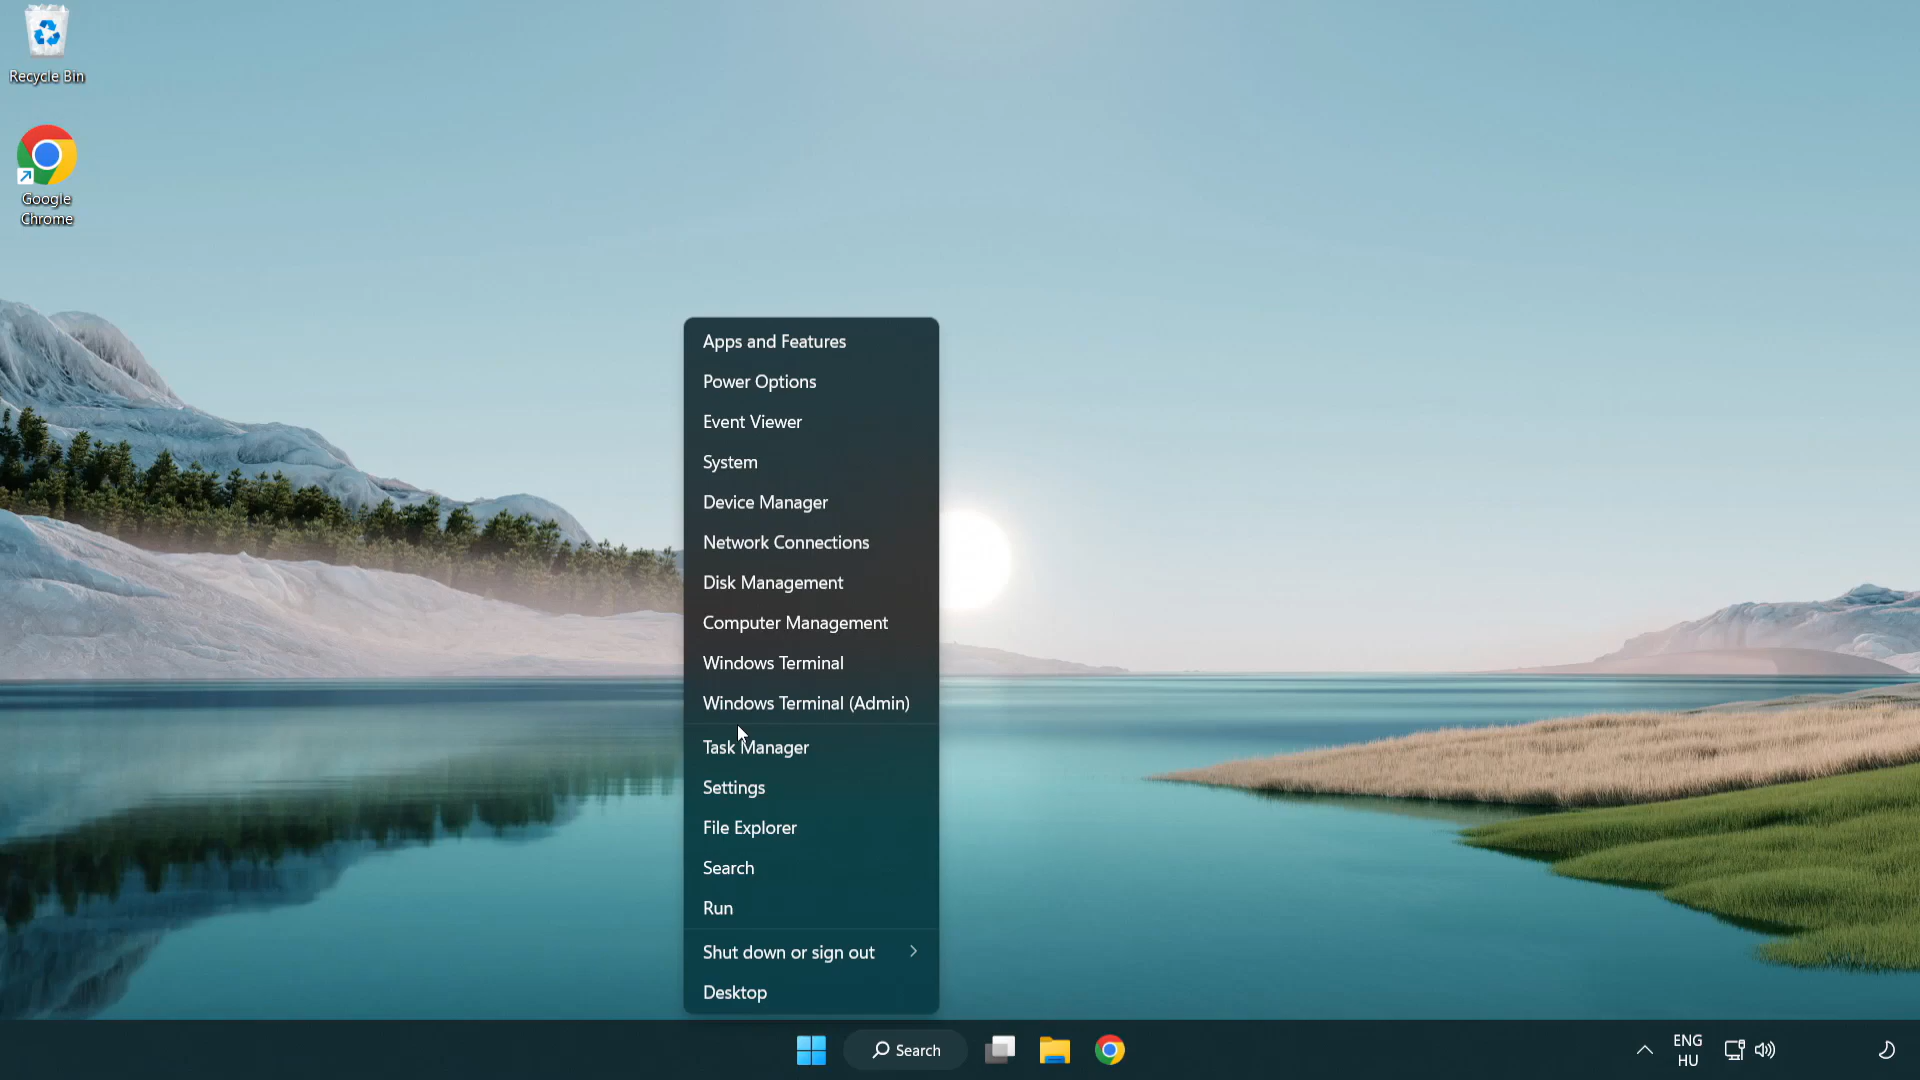 Recycle Bin
Google
Chrome
Apps and Features
Power Options
Event Viewer
System
Device Manager
Network Connections
Disk Management
Computer Management
Windows Terminal
Windows Terminal (Admin)
Task Manager
Settings
File Explorer
Search
Run
Shut down or sign out
Desktop
Search
ENG
HU